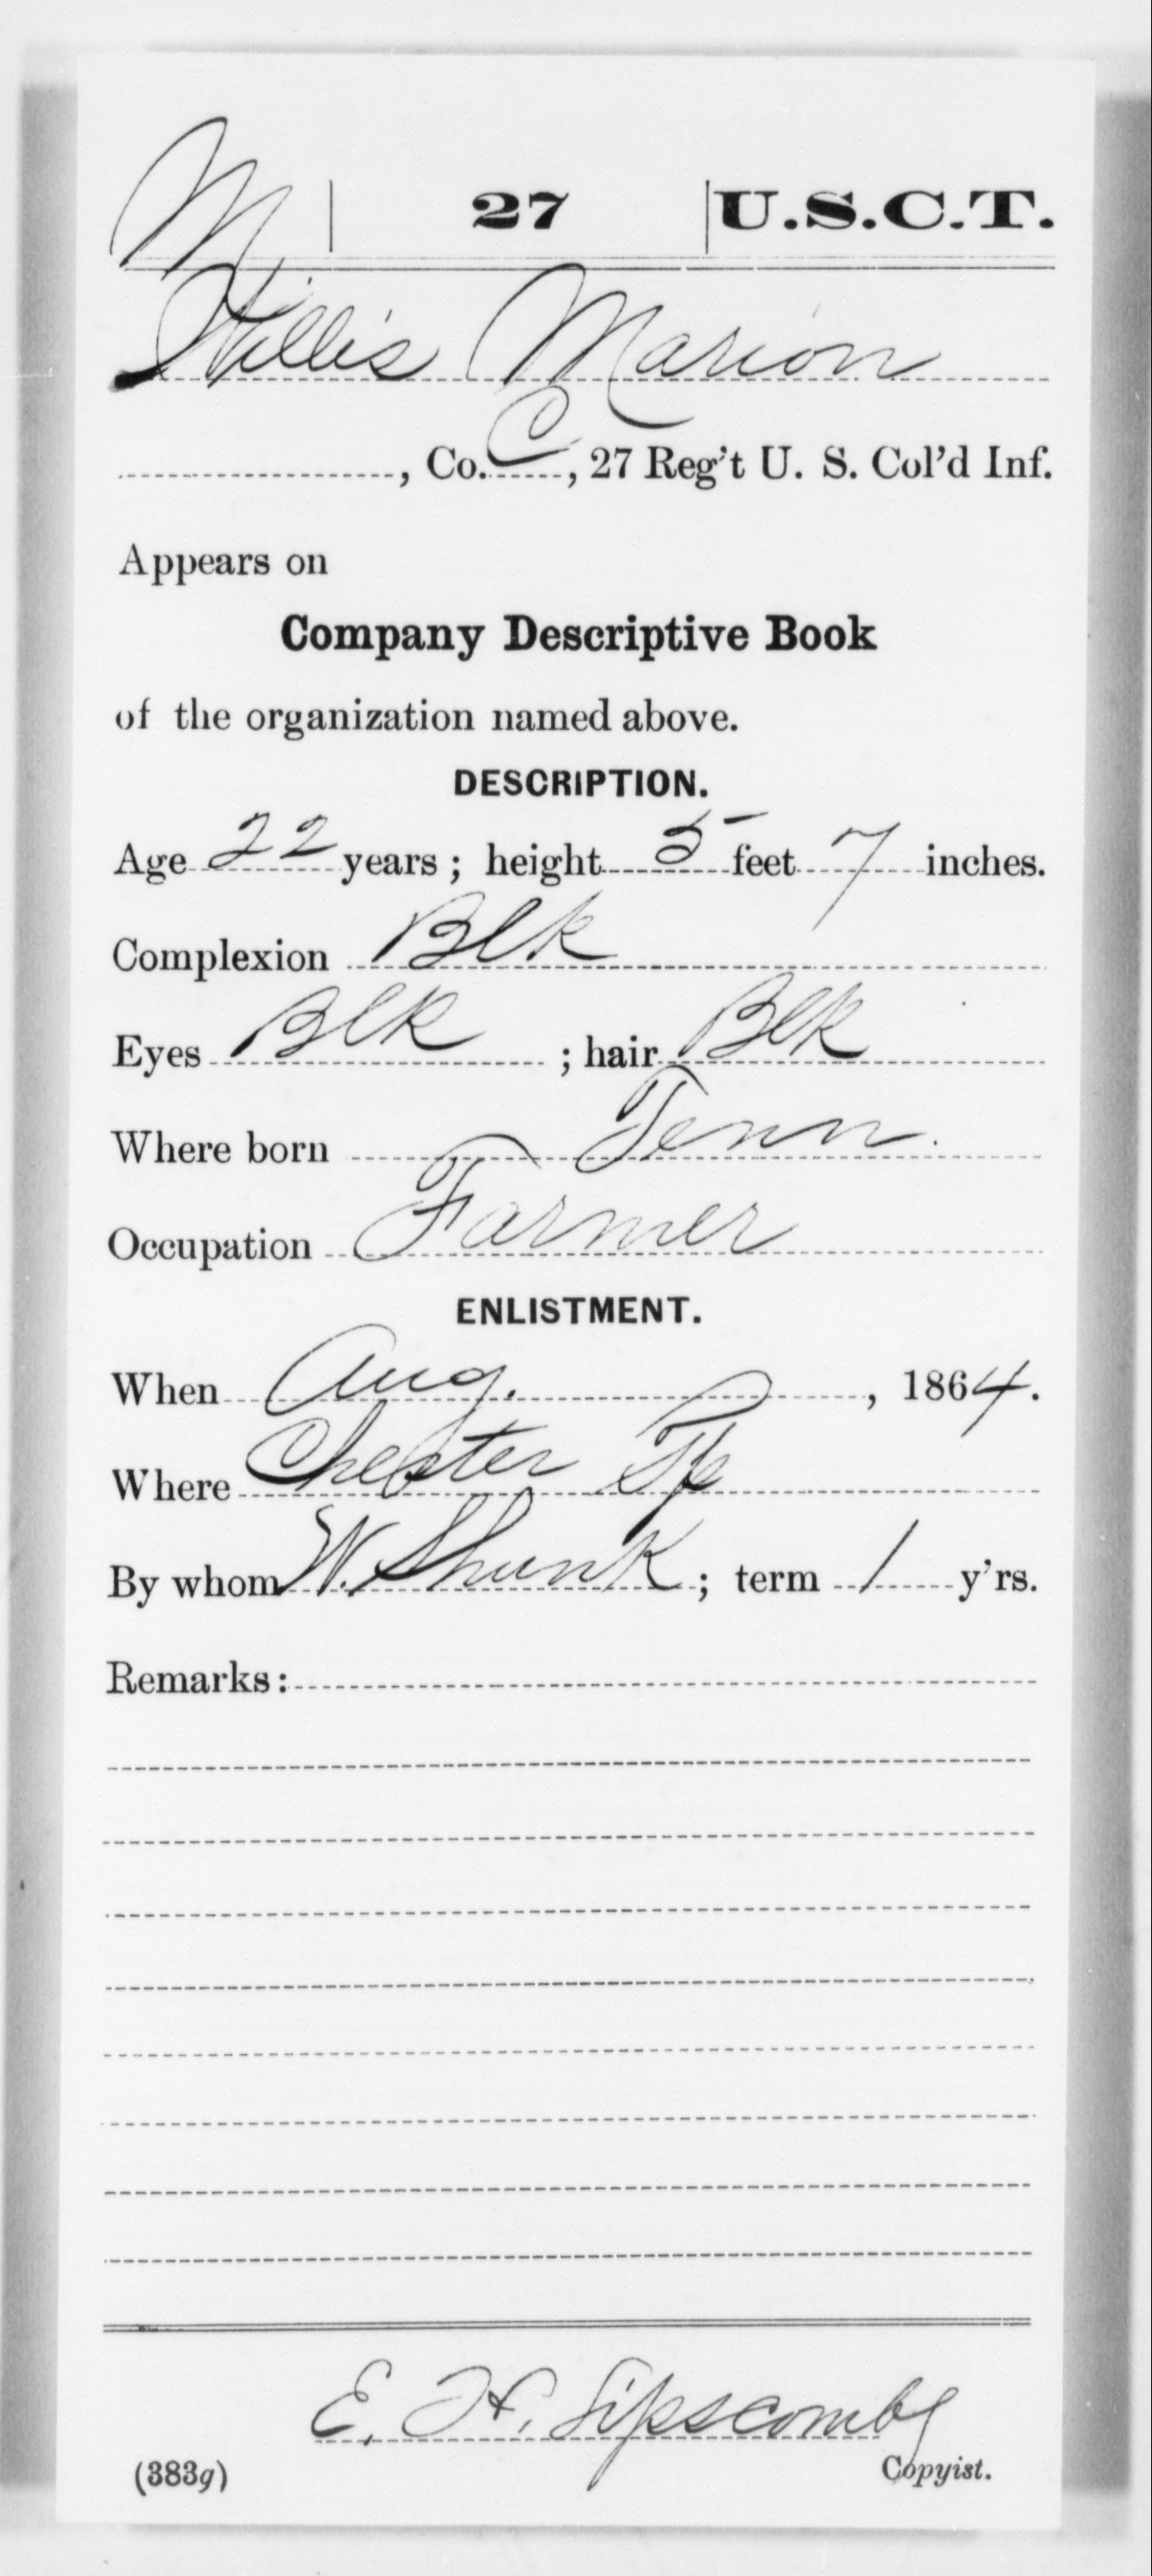 M | 27 | U.S.C.T.
Willis Marion
, Co. C, 27 Reg't U. S. Col'd Inf.
Appears on
Company Descriptive Book
of the organization named above.
DESCRIPTION.
Age 22 years; height 5 feet 7 inches.
Complexion Blk
Eyes Blk; hair Blk
Where born Tenn.
Occupation Farmer
ENLISTMENT.
When Aug., 1864.
Where Chester Tp
By whom W. Shunk; term 1 y'rs.
Remarks:
E. H. Lipscomb
(383g) Copyist.